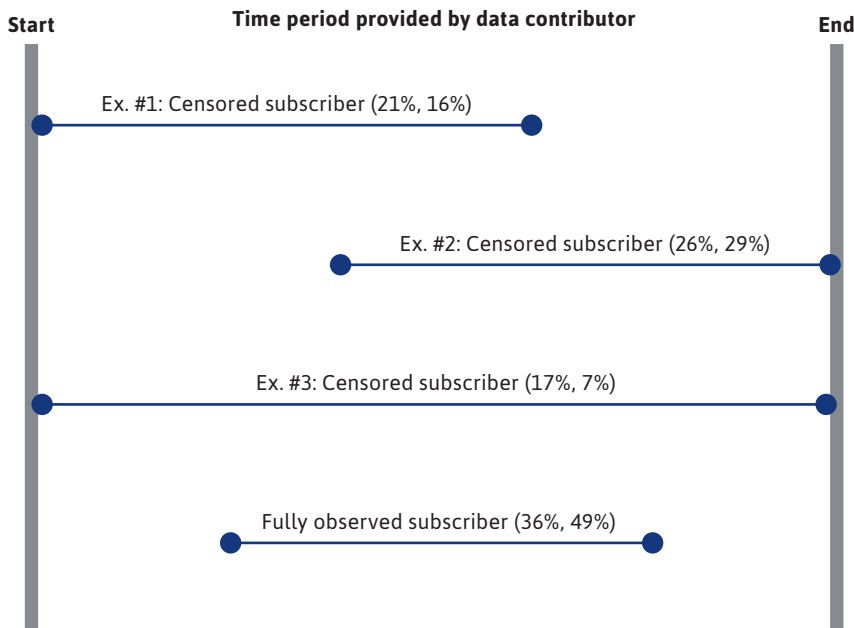 Time period provided by data contributor
Start
End
Ex. #1: Censored subscriber (21%, 16%)
Ex. #2: Censored subscriber (26%, 29%)
Ex. #3: Censored subscriber (17%, 7%)
Fully observed subscriber (36%, 49%)